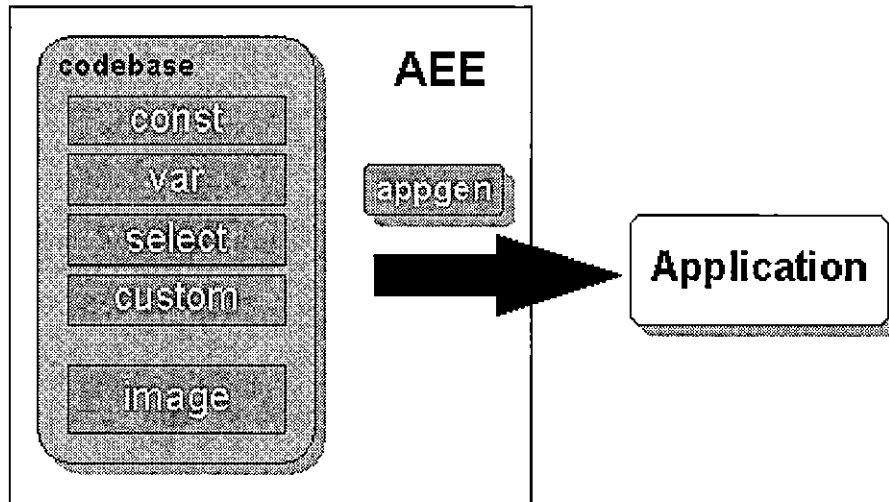 codebase
AEE
const
var
select
custom
image
appgen
Application